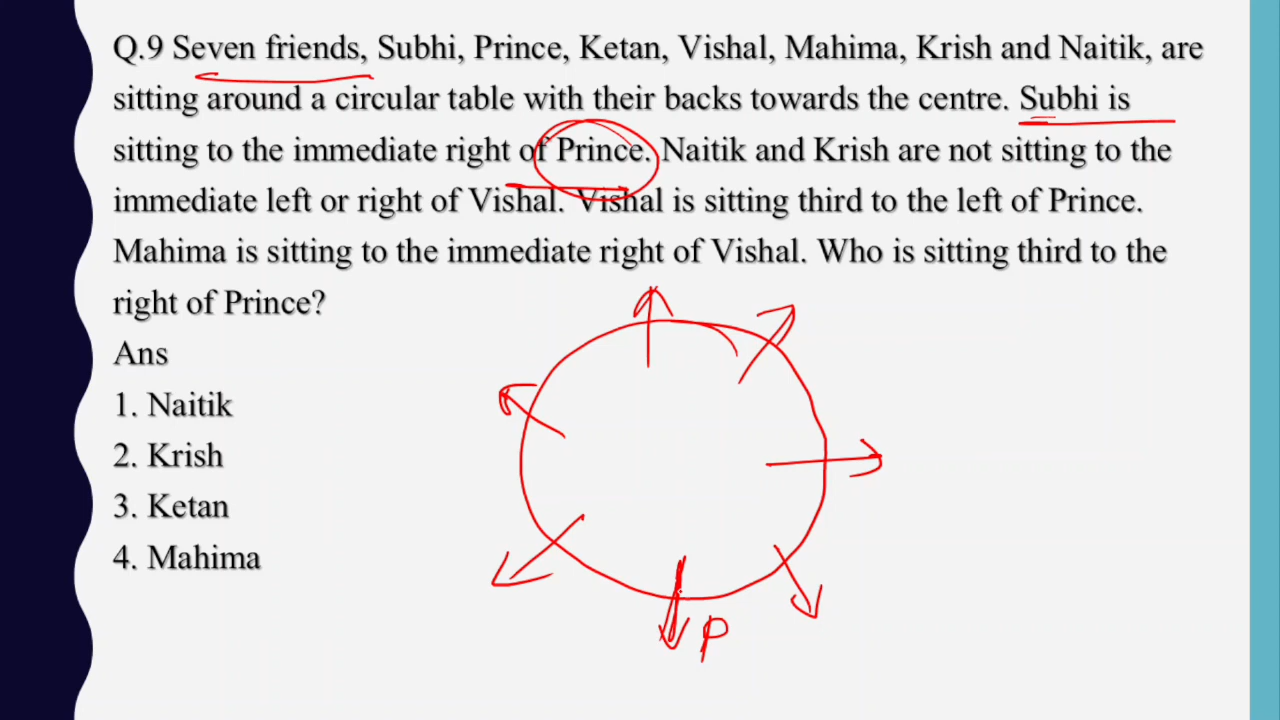 Q.9 Seven friends, Subhi, Prince, Ketan, Vishal, Mahima, Krish and Naitik, are
sitting around a circular table with their backs towards the centre. Subhi is
sitting to the immediate right of Prince. Naitik and Krish are not sitting to the
immediate left or right of Vishal. Vishal is sitting third to the left of Prince.
Mahima is sitting to the immediate right of Vishal. Who is sitting third to the
right of Prince?
Ans
1. Naitik
2. Krish
3. Ketan
4. Mahima
P